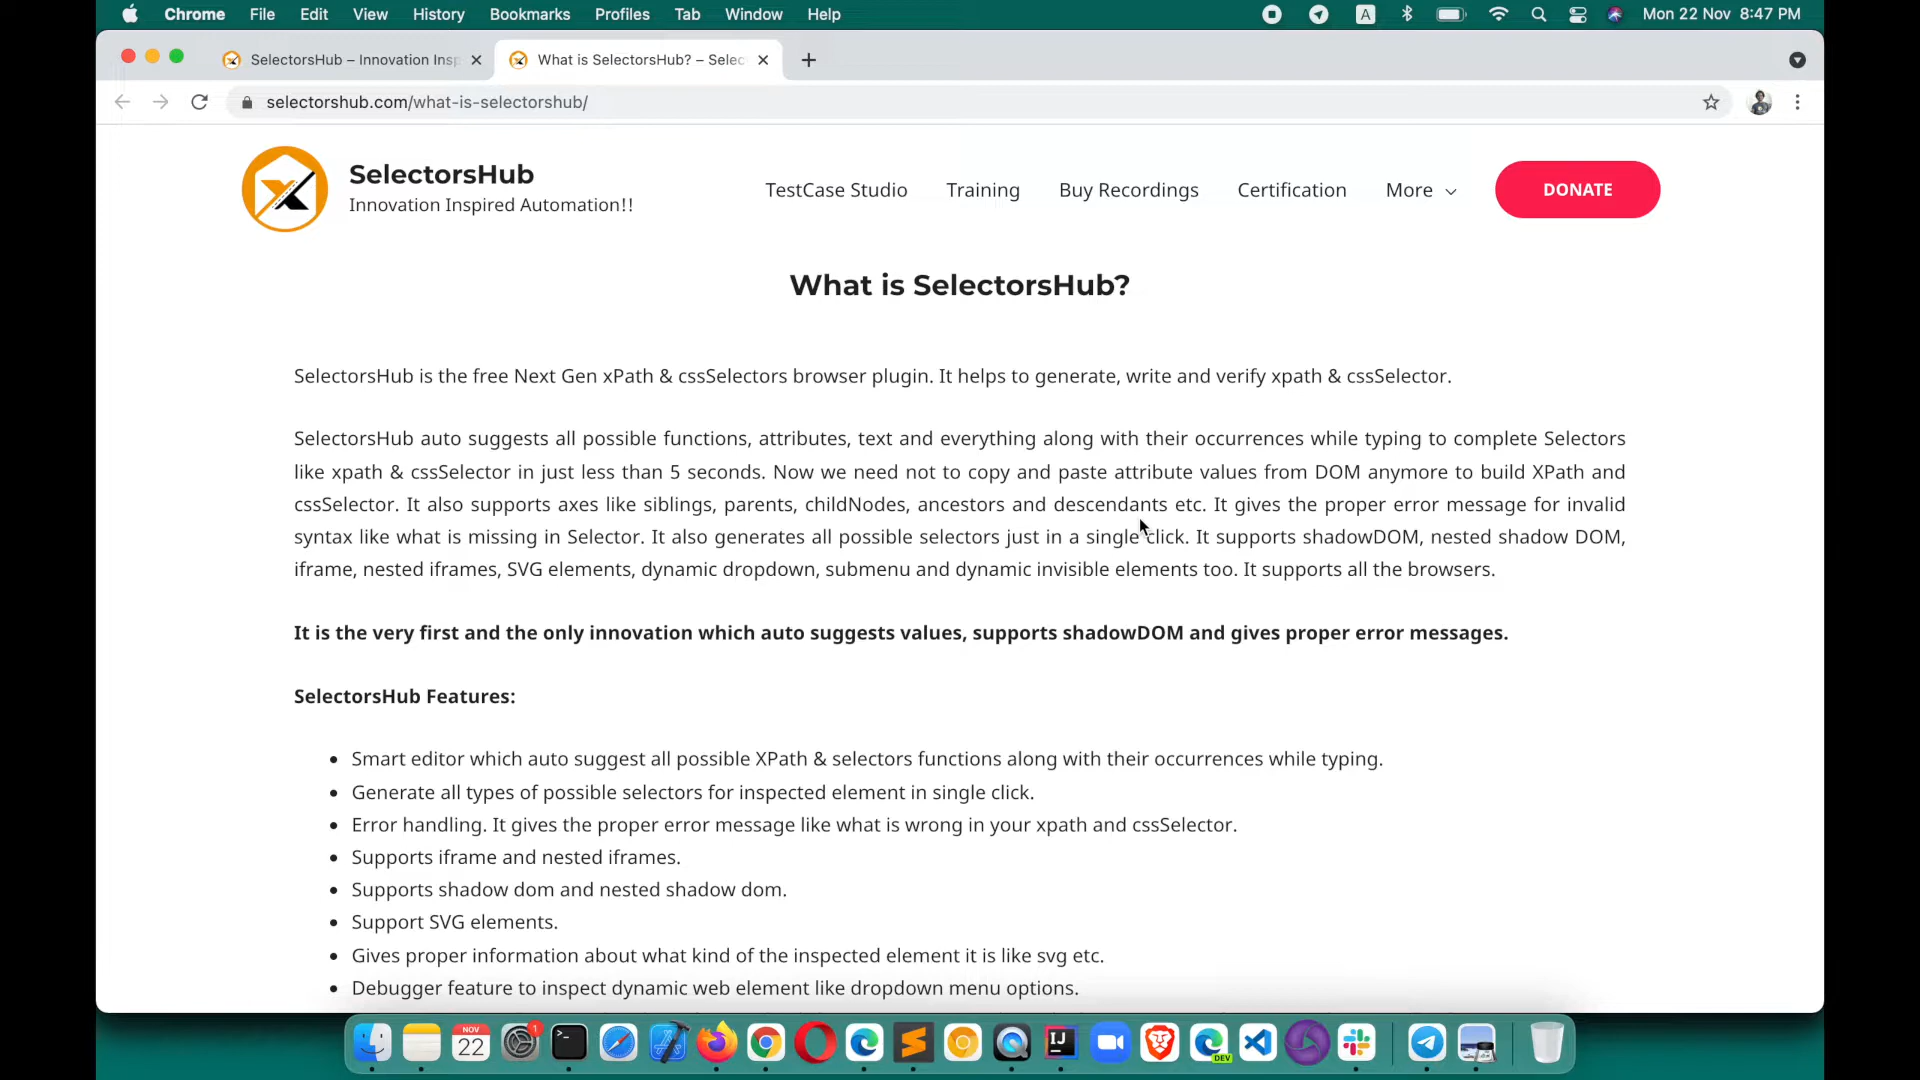 Chrome File Edit View History Bookmarks Profiles Tab Window Help A Mon 22 Nov 8:47 PM
SelectorsHub – Innovation Insp What is SelectorsHub? – Selec
selectorshub.com/what-is-selectorshub/
SelectorsHub
Innovation Inspired Automation!!
TestCase Studio Training Buy Recordings Certification More DONATE
What is SelectorsHub?
SelectorsHub is the free Next Gen xPath & cssSelectors browser plugin. It helps to generate, write and verify xpath & cssSelector.
SelectorsHub auto suggests all possible functions, attributes, text and everything along with their occurrences while typing to complete Selectors
like xpath & cssSelector in just less than 5 seconds. Now we need not to copy and paste attribute values from DOM anymore to build XPath and
cssSelector. It also supports axes like siblings, parents, childNodes, ancestors and descendants etc. It gives the proper error message for invalid
syntax like what is missing in Selector. It also generates all possible selectors just in a single click. It supports shadowDOM, nested shadow DOM,
iframe, nested iframes, SVG elements, dynamic dropdown, submenu and dynamic invisible elements too. It supports all the browsers.
It is the very first and the only innovation which auto suggests values, supports shadowDOM and gives proper error messages.
SelectorsHub Features:
• Smart editor which auto suggest all possible XPath & selectors functions along with their occurrences while typing.
• Generate all types of possible selectors for inspected element in single click.
• Error handling. It gives the proper error message like what is wrong in your xpath and cssSelector.
• Supports iframe and nested iframes.
• Supports shadow dom and nested shadow dom.
• Support SVG elements.
• Gives proper information about what kind of the inspected element it is like svg etc.
• Debugger feature to inspect dynamic web element like dropdown menu options.
NOV
22 1 IJ DEV